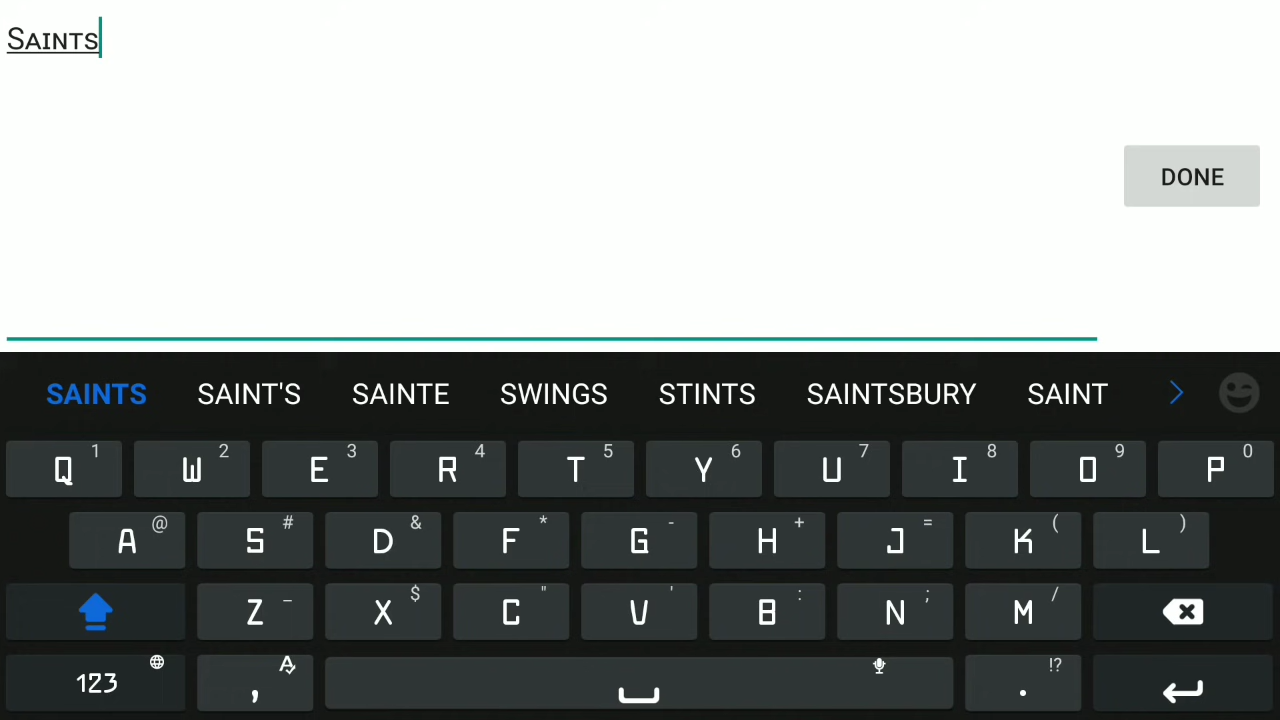 Saints
DONE
SAINTS SAINT'S SAINTE SWINGS STINTS SAINTSBURY SAINT
Q 1 W 2 E 3 R 4 T 5 Y 6 U 7 I 8 O 9 P 0
A @ S # D & F * G - H + J = K ( L )
Z _ X $ C " V ' B : N ; M /
123 , . !?